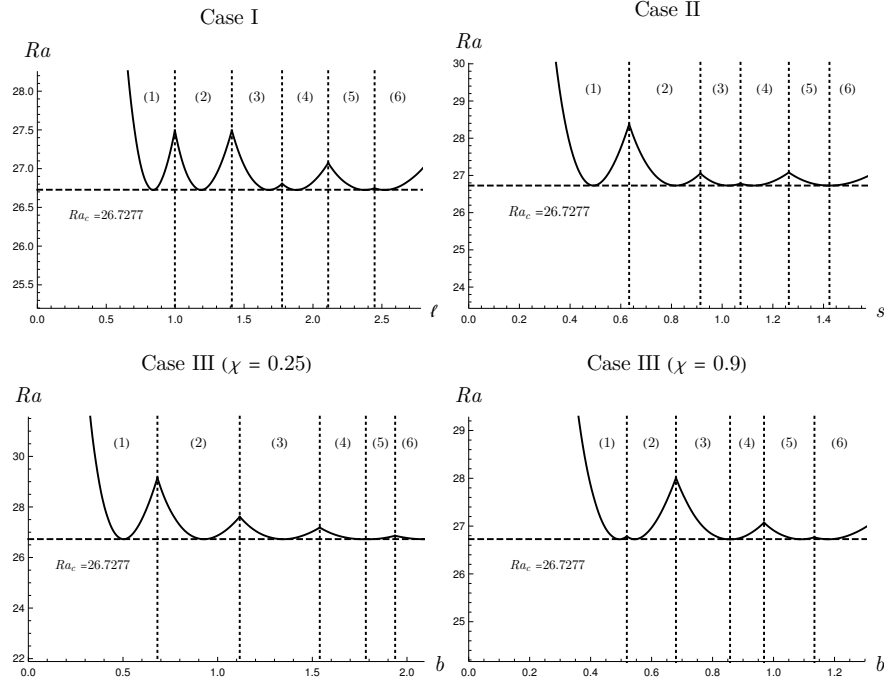 Case I
Ra
28.0
27.5
27.0
26.5
26.0
25.5
(1) (2) (3) (4) (5) (6)
Ra_c =26.7277
0.0 0.5 1.0 1.5 2.0 2.5
ℓ
Case II
Ra
30
29
28
27
26
25
24
(1) (2) (3) (4) (5) (6)
Ra_c =26.7277
0.0 0.2 0.4 0.6 0.8 1.0 1.2 1.4
s
Case III (χ = 0.25)
Ra
30
28
26
24
22
(1) (2) (3) (4) (5) (6)
Ra_c =26.7277
0.0 0.5 1.0 1.5 2.0
b
Case III (χ = 0.9)
Ra
29
28
27
26
25
24
(1) (2) (3) (4) (5) (6)
Ra_c =26.7277
0.0 0.2 0.4 0.6 0.8 1.0 1.2
b